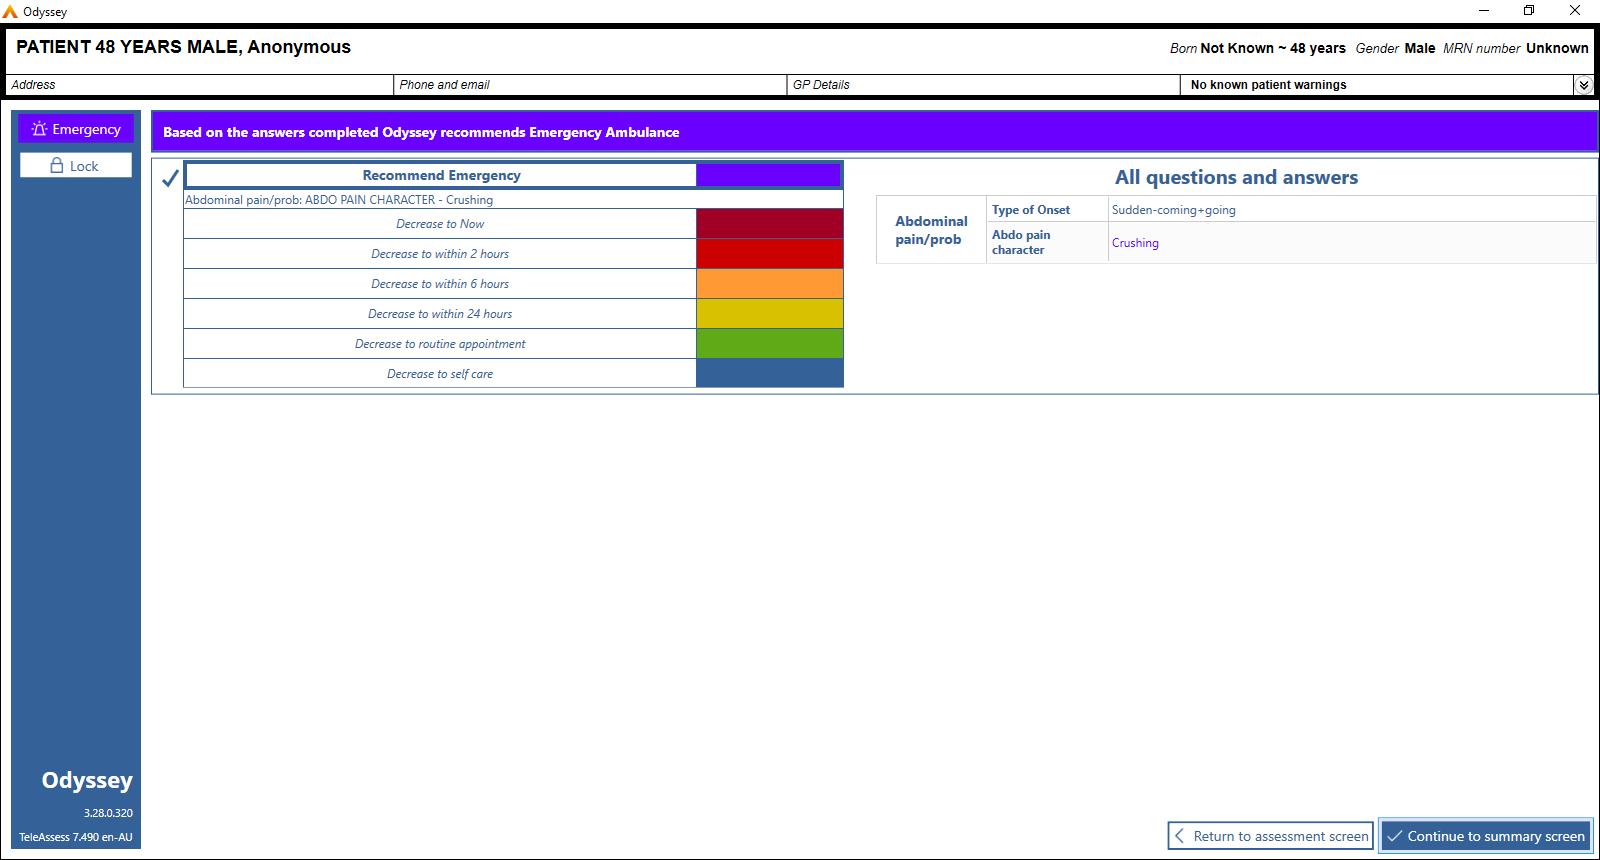 Odyssey
PATIENT 48 YEARS MALE, Anonymous
Born Not Known ~ 48 years Gender Male MRN number Unknown
Address
Phone and email
GP Details
No known patient warnings
Emergency
Lock
Based on the answers completed Odyssey recommends Emergency Ambulance
Recommend Emergency
Abdominal pain/prob: ABDO PAIN CHARACTER - Crushing
Decrease to Now
Decrease to within 2 hours
Decrease to within 6 hours
Decrease to within 24 hours
Decrease to routine appointment
Decrease to self care
All questions and answers
Abdominal
pain/prob
Type of Onset
Sudden-coming+going
Abdo pain
character
Crushing
Odyssey
3.28.0.320
TeleAssess 7.490 en-AU
Return to assessment screen
Continue to summary screen